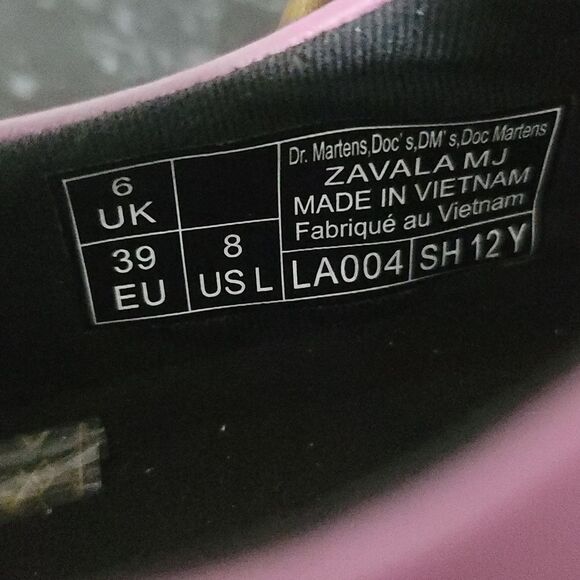 Dr. Martens,Doc's,DM's,Doc Martens
ZAVALA MJ
MADE IN VIETNAM
Fabriqué au Vietnam
6
UK
39
EU
8
US L
LA004
SH 12 Y